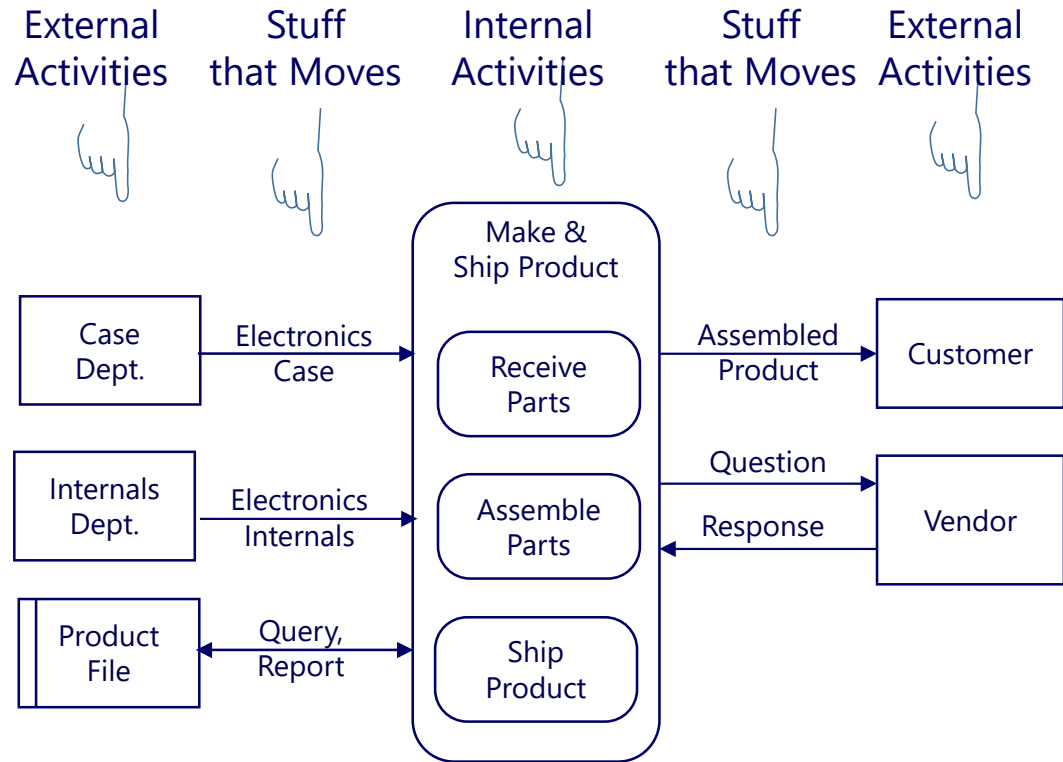 External
Activities
Stuff
that Moves
Internal
Activities
Stuff
that Moves
External
Activities
Make &
Ship Product
Case
Dept.
Electronics
Case
Receive
Parts
Assembled
Product
Customer
Internals
Dept.
Electronics
Internals
Assemble
Parts
Question
Response
Vendor
Product
File
Query,
Report
Ship
Product